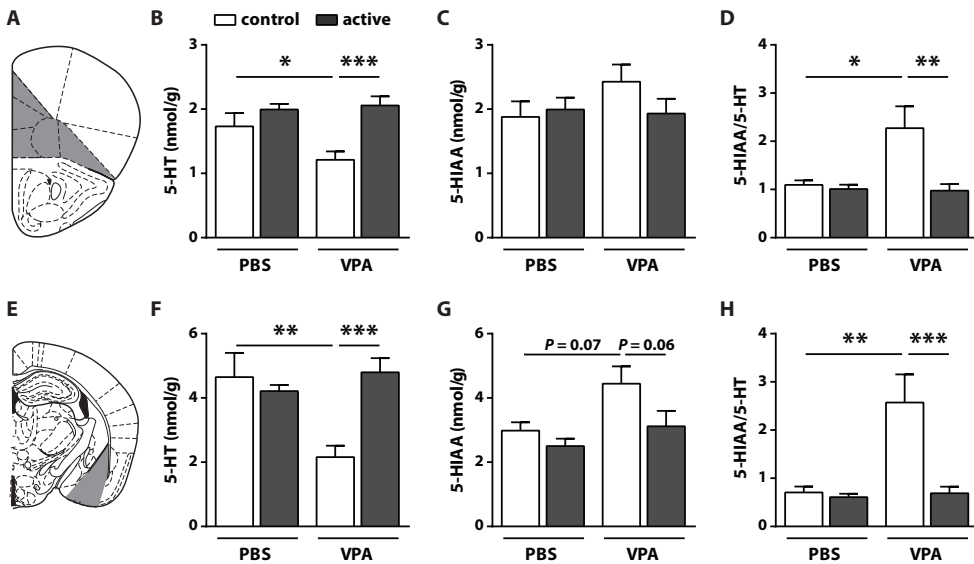 A
B
control
active
C
D
5-HT (nmol/g)
3
2
1
0
*
***
PBS
VPA
5-HIAA (nmol/g)
3
2
1
0
PBS
VPA
5-HIAA/5-HT
4
3
2
1
0
*
**
PBS
VPA
E
F
G
H
5-HT (nmol/g)
6
4
2
0
**
***
PBS
VPA
5-HIAA (nmol/g)
6
4
2
0
P = 0.07
P = 0.06
PBS
VPA
5-HIAA/5-HT
4
3
2
1
0
**
***
PBS
VPA